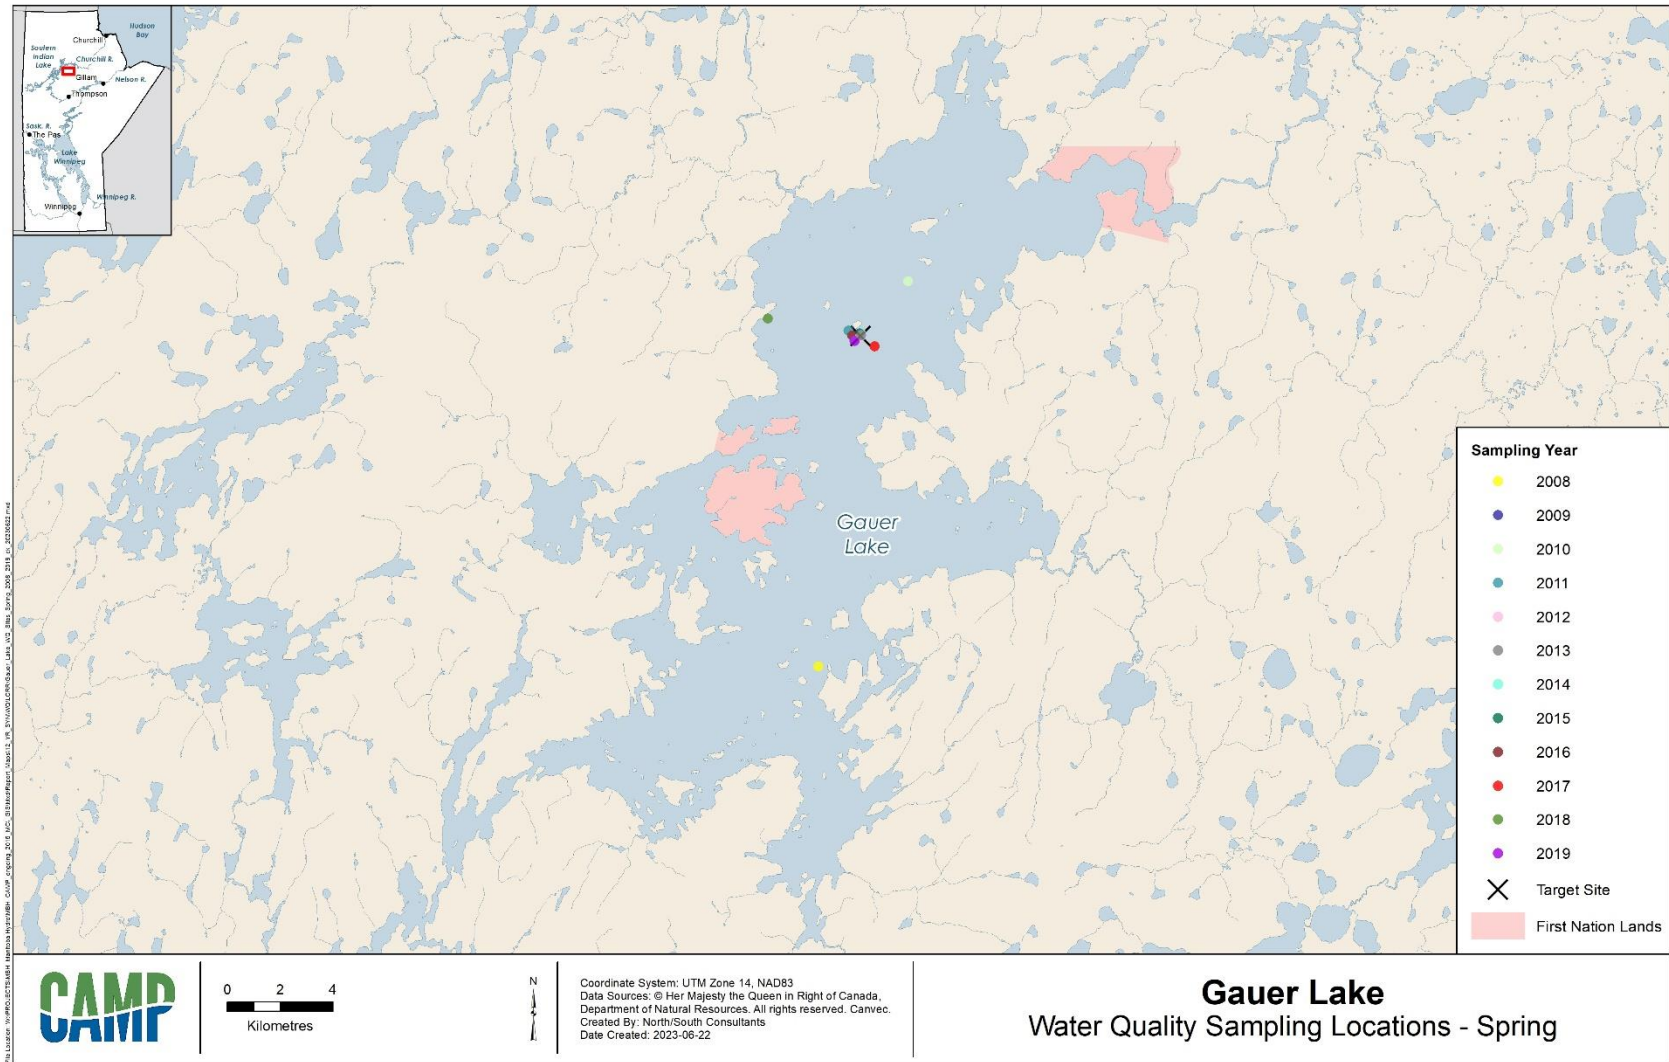 Hudson
Bay
Churchill
Southern
Indian
Lake
Churchill R.
Gillam
Nelson R.
Thompson
Sask. R.
The Pas
Lake
Winnipeg
Winnipeg R.
Winnipeg
Gauer
Lake
Sampling Year
2008
2009
2010
2011
2012
2013
2014
2015
2016
2017
2018
2019
Target Site
First Nation Lands
CAMP
0 2 4
Kilometres
N
Coordinate System: UTM Zone 14, NAD83
Data Sources: © Her Majesty the Queen in Right of Canada,
Department of Natural Resources. All rights reserved. Canvec.
Created By: North/South Consultants
Date Created: 2023-06-22
Gauer Lake
Water Quality Sampling Locations - Spring